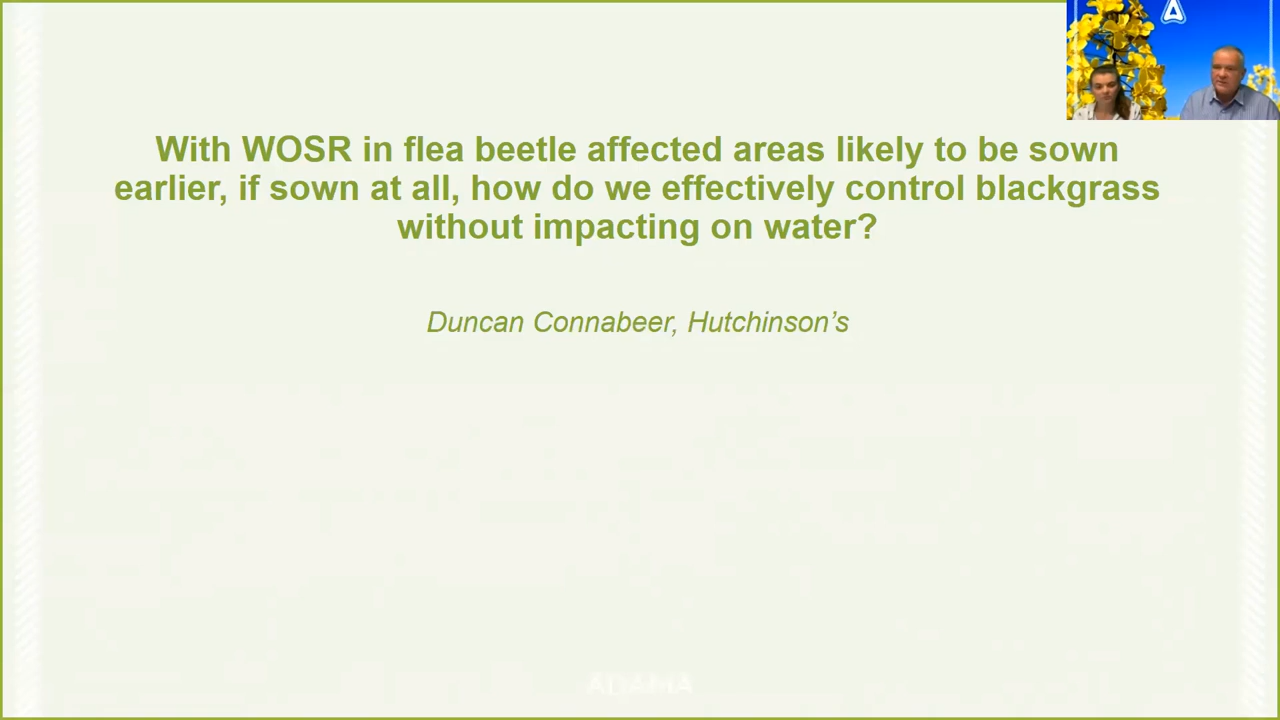 With WOSR in flea beetle affected areas likely to be sown
earlier, if sown at all, how do we effectively control blackgrass
without impacting on water?
Duncan Connabeer, Hutchinson's
ADAMA